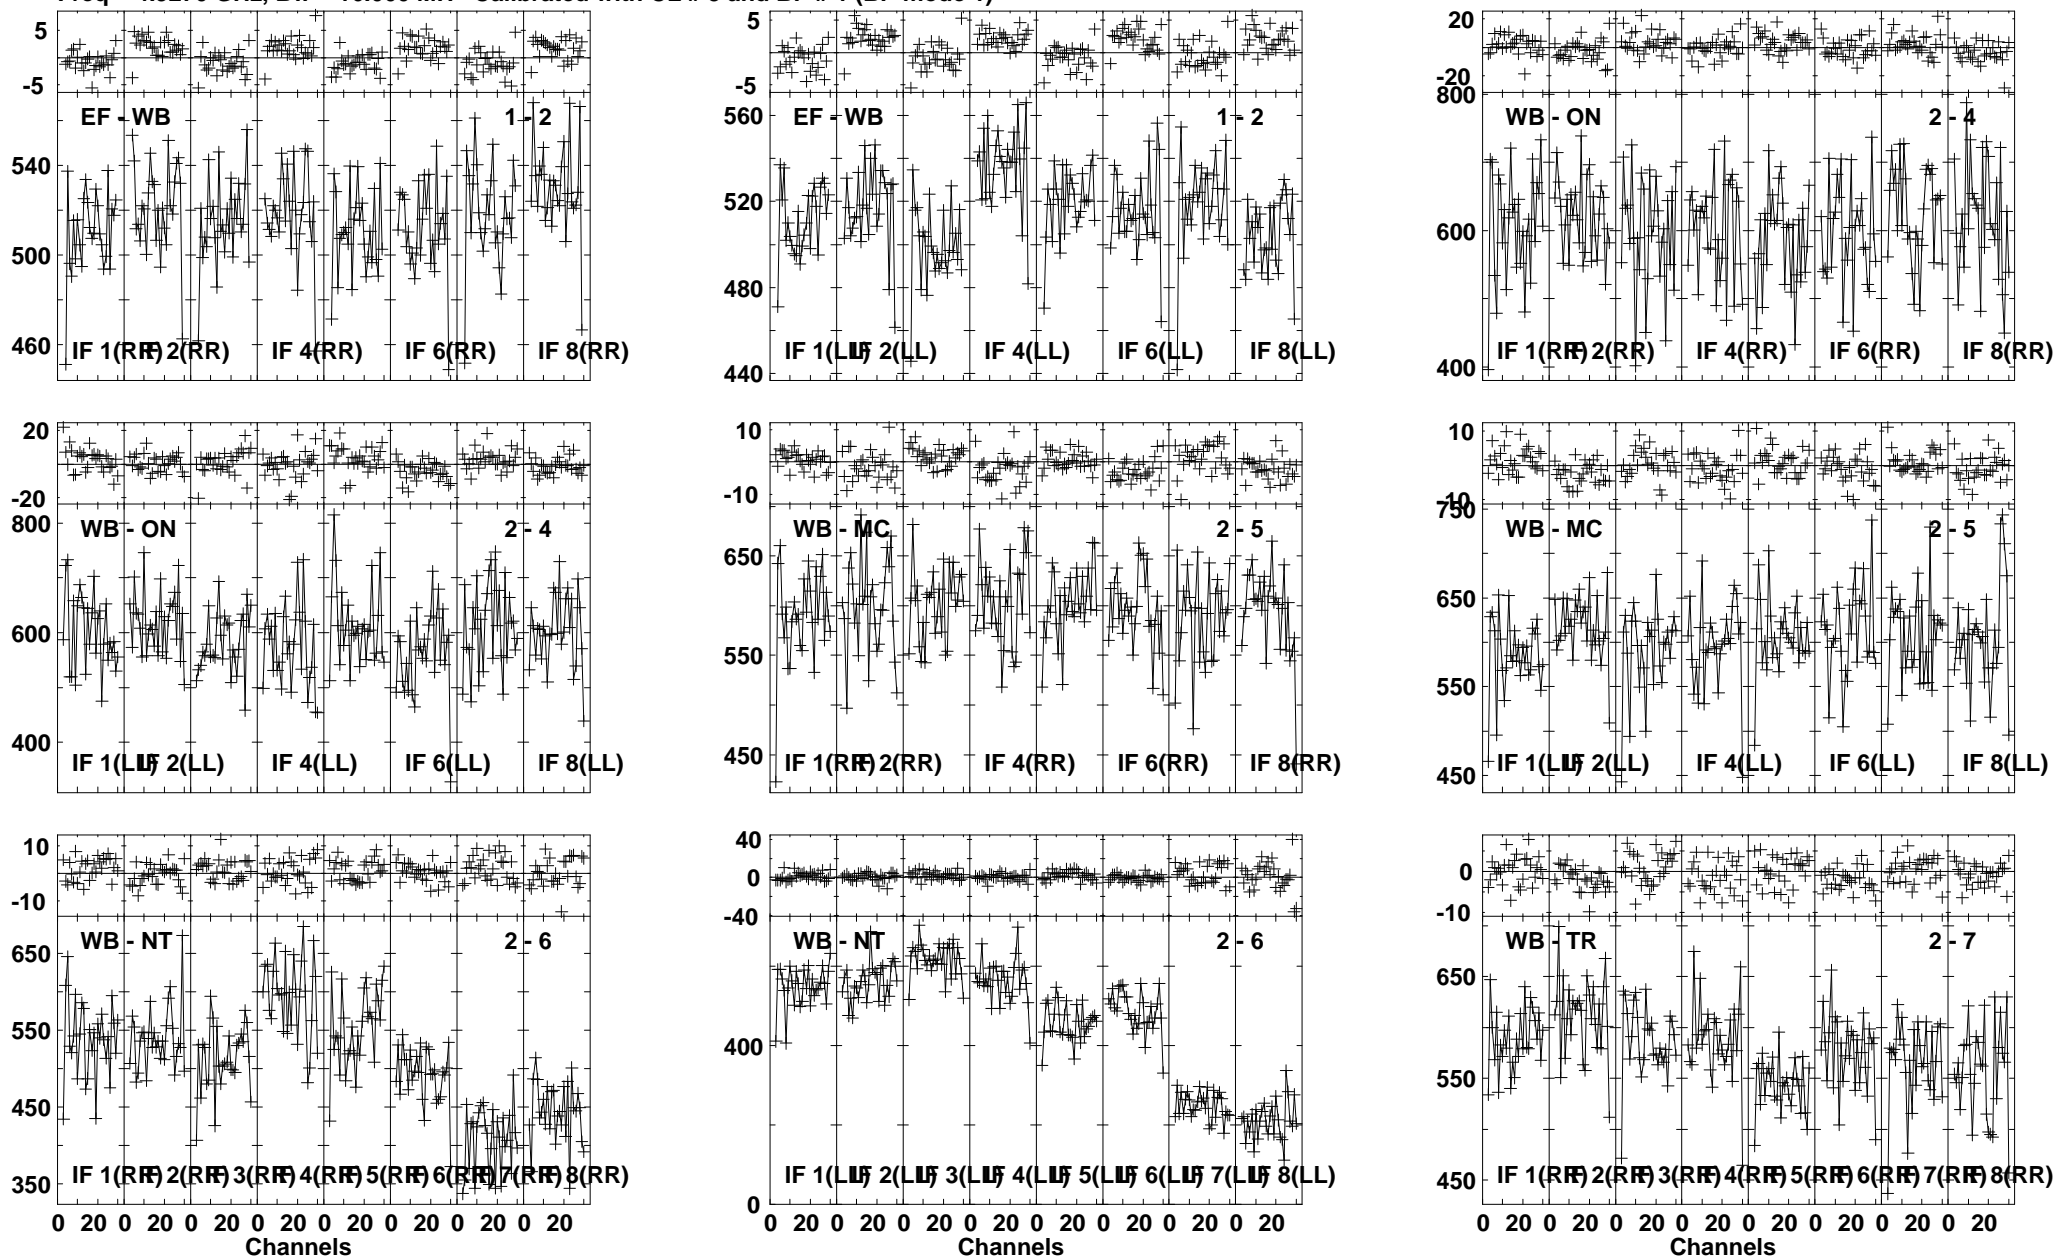 5
-5
EF - WB 1 - 2
540
500
460
IF 1(RR) IF 2(RR) IF 4(RR) IF 6(RR) IF 8(RR)
5
-5
EF - WB 1 - 2
560
520
480
440
IF 1(LL) IF 2(LL) IF 4(LL) IF 6(LL) IF 8(LL)
20
-20
800
WB - ON 2 - 4
600
400
IF 1(RR) IF 2(RR) IF 4(RR) IF 6(RR) IF 8(RR)
20
-20
800
WB - ON 2 - 4
600
400
IF 1(LL) IF 2(LL) IF 4(LL) IF 6(LL) IF 8(LL)
10
-10
WB - MC 2 - 5
650
550
450
IF 1(RR) IF 2(RR) IF 4(RR) IF 6(RR) IF 8(RR)
10
-10
750
WB - MC 2 - 5
650
550
450
IF 1(LL) IF 2(LL) IF 4(LL) IF 6(LL) IF 8(LL)
10
-10
WB - NT 2 - 6
650
550
450
350
IF 1(RR) IF 2(RR) IF 3(RR) IF 4(RR) IF 5(RR) IF 6(RR) IF 7(RR) IF 8(RR)
0 20 0 20 0 20 0 20 0 20 0 20 0 20 0 20
Channels
40
0
-40
WB - NT 2 - 6
400
0
IF 1(LL) IF 2(LL) IF 3(LL) IF 4(LL) IF 5(LL) IF 6(LL) IF 7(LL) IF 8(LL)
0 20 0 20 0 20 0 20 0 20 0 20 0 20 0 20
Channels
0
-10
WB - TR 2 - 7
650
550
450
IF 1(RR) IF 2(RR) IF 3(RR) IF 4(RR) IF 5(RR) IF 6(RR) IF 7(RR) IF 8(RR)
0 20 0 20 0 20 0 20 0 20 0 20 0 20 0 20
Channels